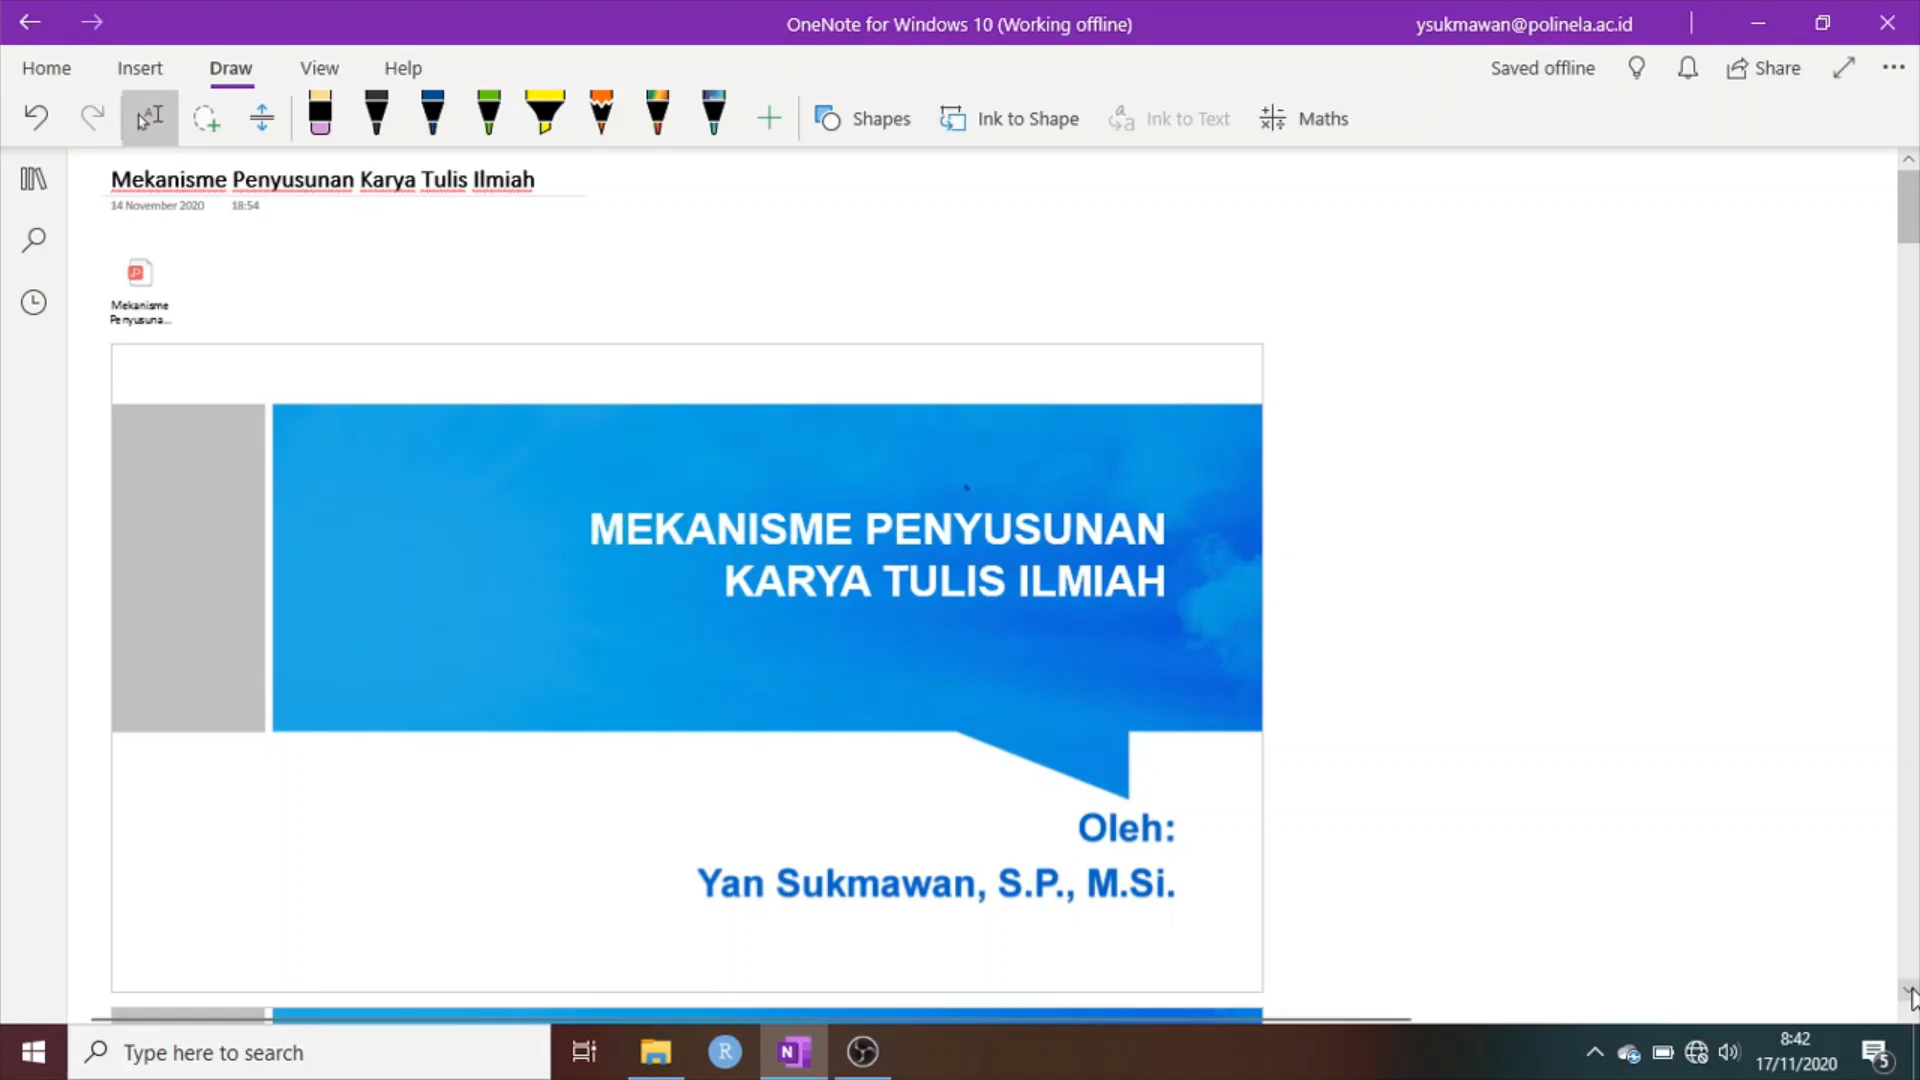 OneNote for Windows 10 (Working offline)
ysukmawan@polinela.ac.id
Home Insert Draw View Help
Saved offline
Share
Shapes
Ink to Shape
Ink to Text
Maths
Mekanisme Penyusunan Karya Tulis Ilmiah
14 November 2020 18:54
Mekanisme
Penyusuna...
MEKANISME PENYUSUNAN
KARYA TULIS ILMIAH
Oleh:
Yan Sukmawan, S.P., M.Si.
Type here to search
R
N
8:42
17/11/2020
5